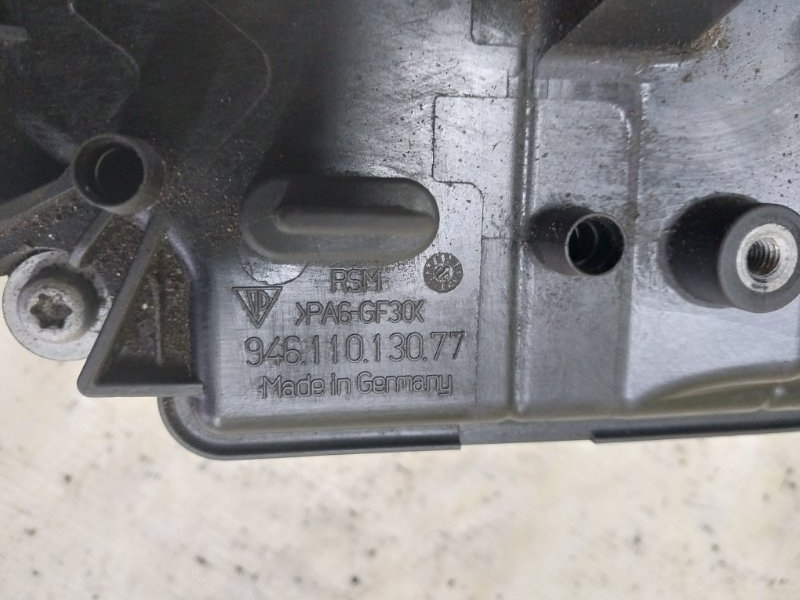 RSM
>PA6-GF30<
946.110.130.77
Made in Germany